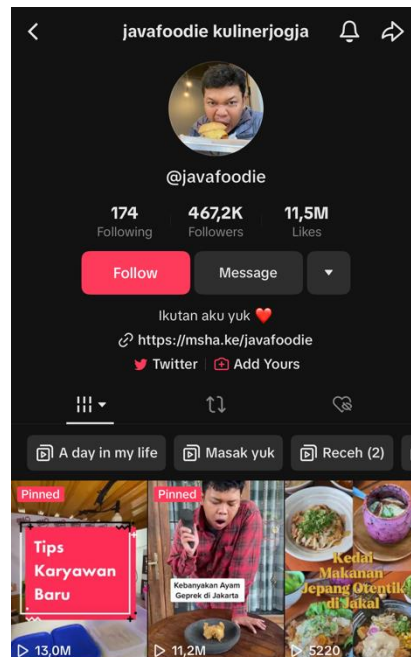 javafoodie kulinerjogja
@javafoodie
174 467,2K 11,5M
Following Followers Likes
Follow Message
Ikutan aku yuk ❤️
https://msha.ke/javafoodie
Twitter Add Yours
A day in my life Masak yuk Receh (2)
Pinned
Tips
Karyawan
Baru
13,0M
Pinned
Kebanyakan Ayam
Geprek di Jakarta
11,2M
Kedai
Makanan
Jepang Otentik
di Jakal
5220